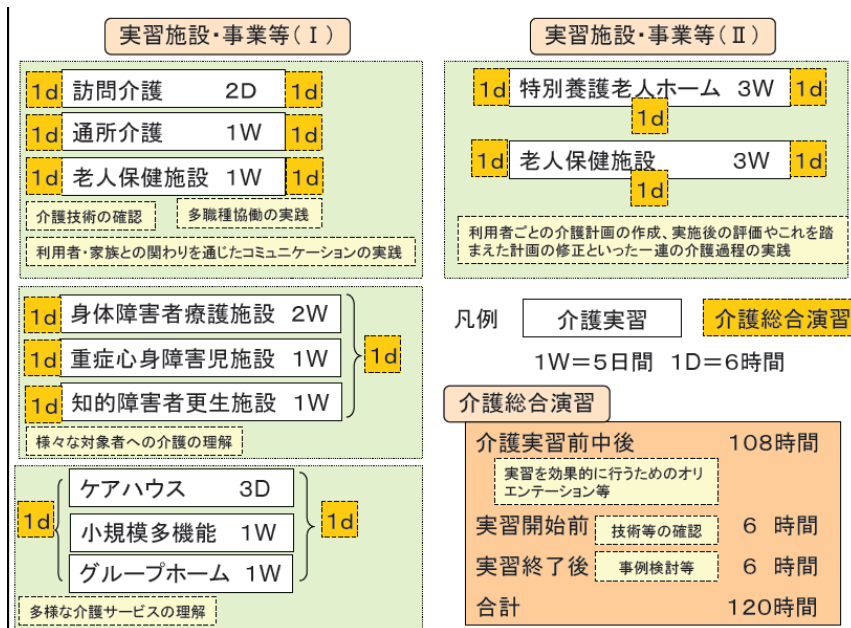 実習施設・事業等(Ⅰ)
1d 訪問介護 2D 1d
1d 通所介護 1W 1d
1d 老人保健施設 1W 1d
介護技術の確認 多職種協働の実践
利用者・家族との関わりを通じたコミュニケーションの実践
1d 身体障害者療護施設 2W
1d 重症心身障害児施設 1W 1d
1d 知的障害者更生施設 1W
様々な対象者への介護の理解
ケアハウス 3D
1d 小規模多機能 1W 1d
グループホーム 1W
多様な介護サービスの理解
実習施設・事業等(Ⅱ)
1d 特別養護老人ホーム 3W 1d
1d
1d 老人保健施設 3W 1d
1d
利用者ごとの介護計画の作成、実施後の評価やこれを踏
まえた計画の修正といった一連の介護過程の実践
凡例 介護実習 介護総合演習
1W=5日間 1D=6時間
介護総合演習
介護実習前中後 108時間
実習を効果的に行うためのオリ
エンテーション等
実習開始前 技術等の確認 6 時間
実習終了後 事例検討等 6 時間
合計 120時間